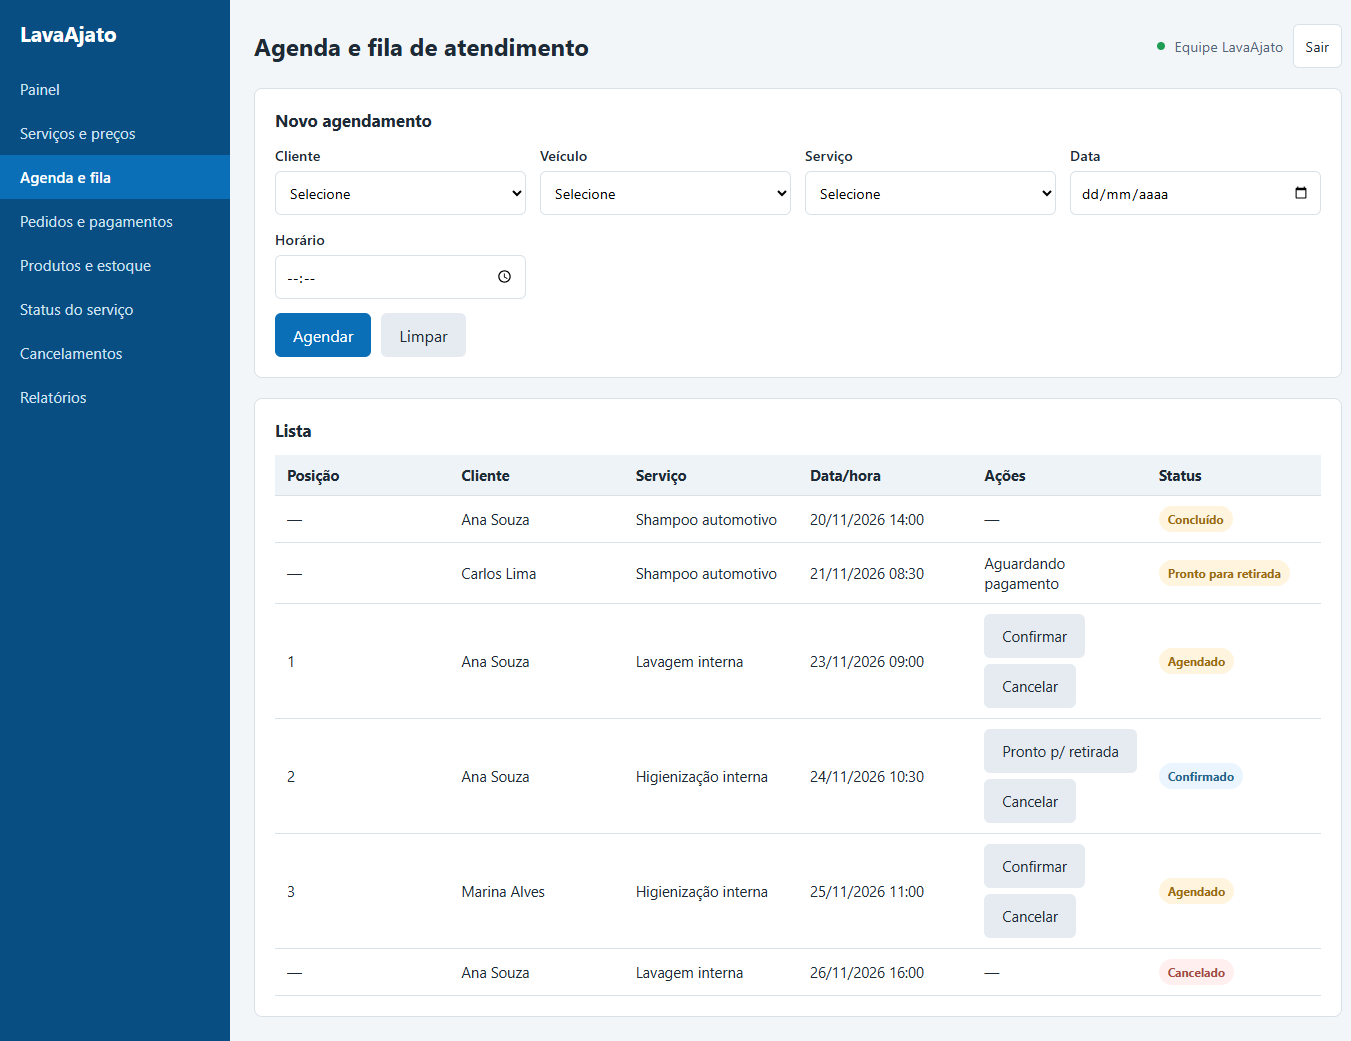 LavaAjato
Painel
Serviços e preços
Agenda e fila
Pedidos e pagamentos
Produtos e estoque
Status do serviço
Cancelamentos
Relatórios
Agenda e fila de atendimento
Equipe LavaAjato
Sair
Novo agendamento
Cliente Veículo Serviço Data
Selecione Selecione Selecione dd/mm/aaaa
Horário
--:--
Agendar Limpar
Lista
Posição Cliente Serviço Data/hora Ações Status
— Ana Souza Shampoo automotivo 20/11/2026 14:00 — Concluído
— Carlos Lima Shampoo automotivo 21/11/2026 08:30 Aguardando pagamento Pronto para retirada
1 Ana Souza Lavagem interna 23/11/2026 09:00 Confirmar Cancelar Agendado
2 Ana Souza Higienização interna 24/11/2026 10:30 Pronto p/ retirada Cancelar Confirmado
3 Marina Alves Higienização interna 25/11/2026 11:00 Confirmar Cancelar Agendado
— Ana Souza Lavagem interna 26/11/2026 16:00 — Cancelado